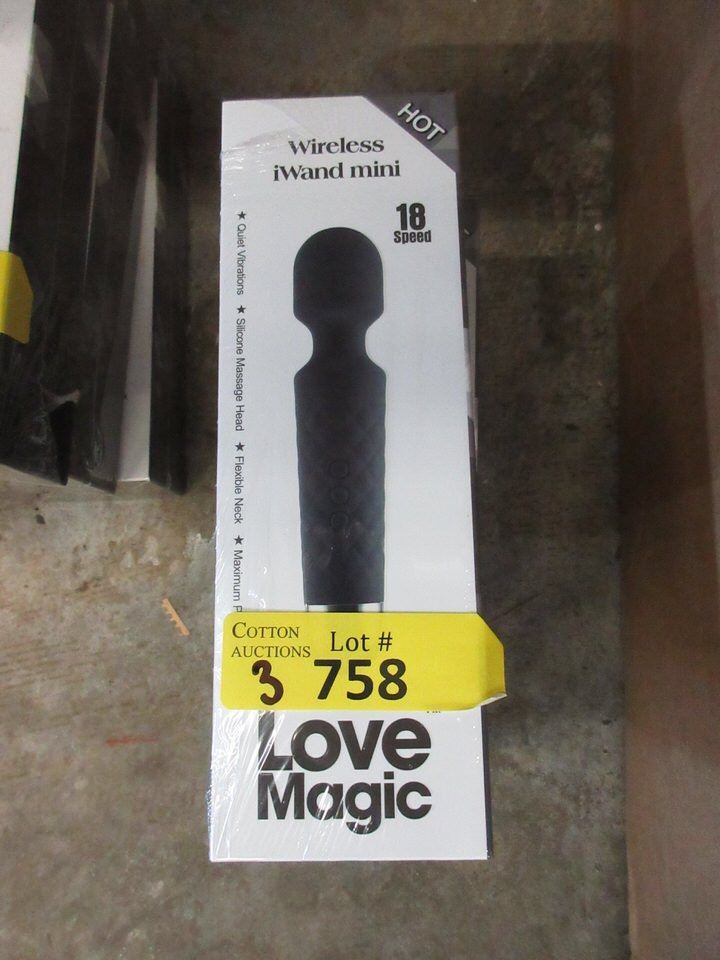 HOT
Wireless
iWand mini
18
Speed
★ Quiet Vibrations ★ Silicone Massage Head ★ Flexible Neck ★ Maximum
COTTON
AUCTIONS
Lot #
3
758
Love
Magic